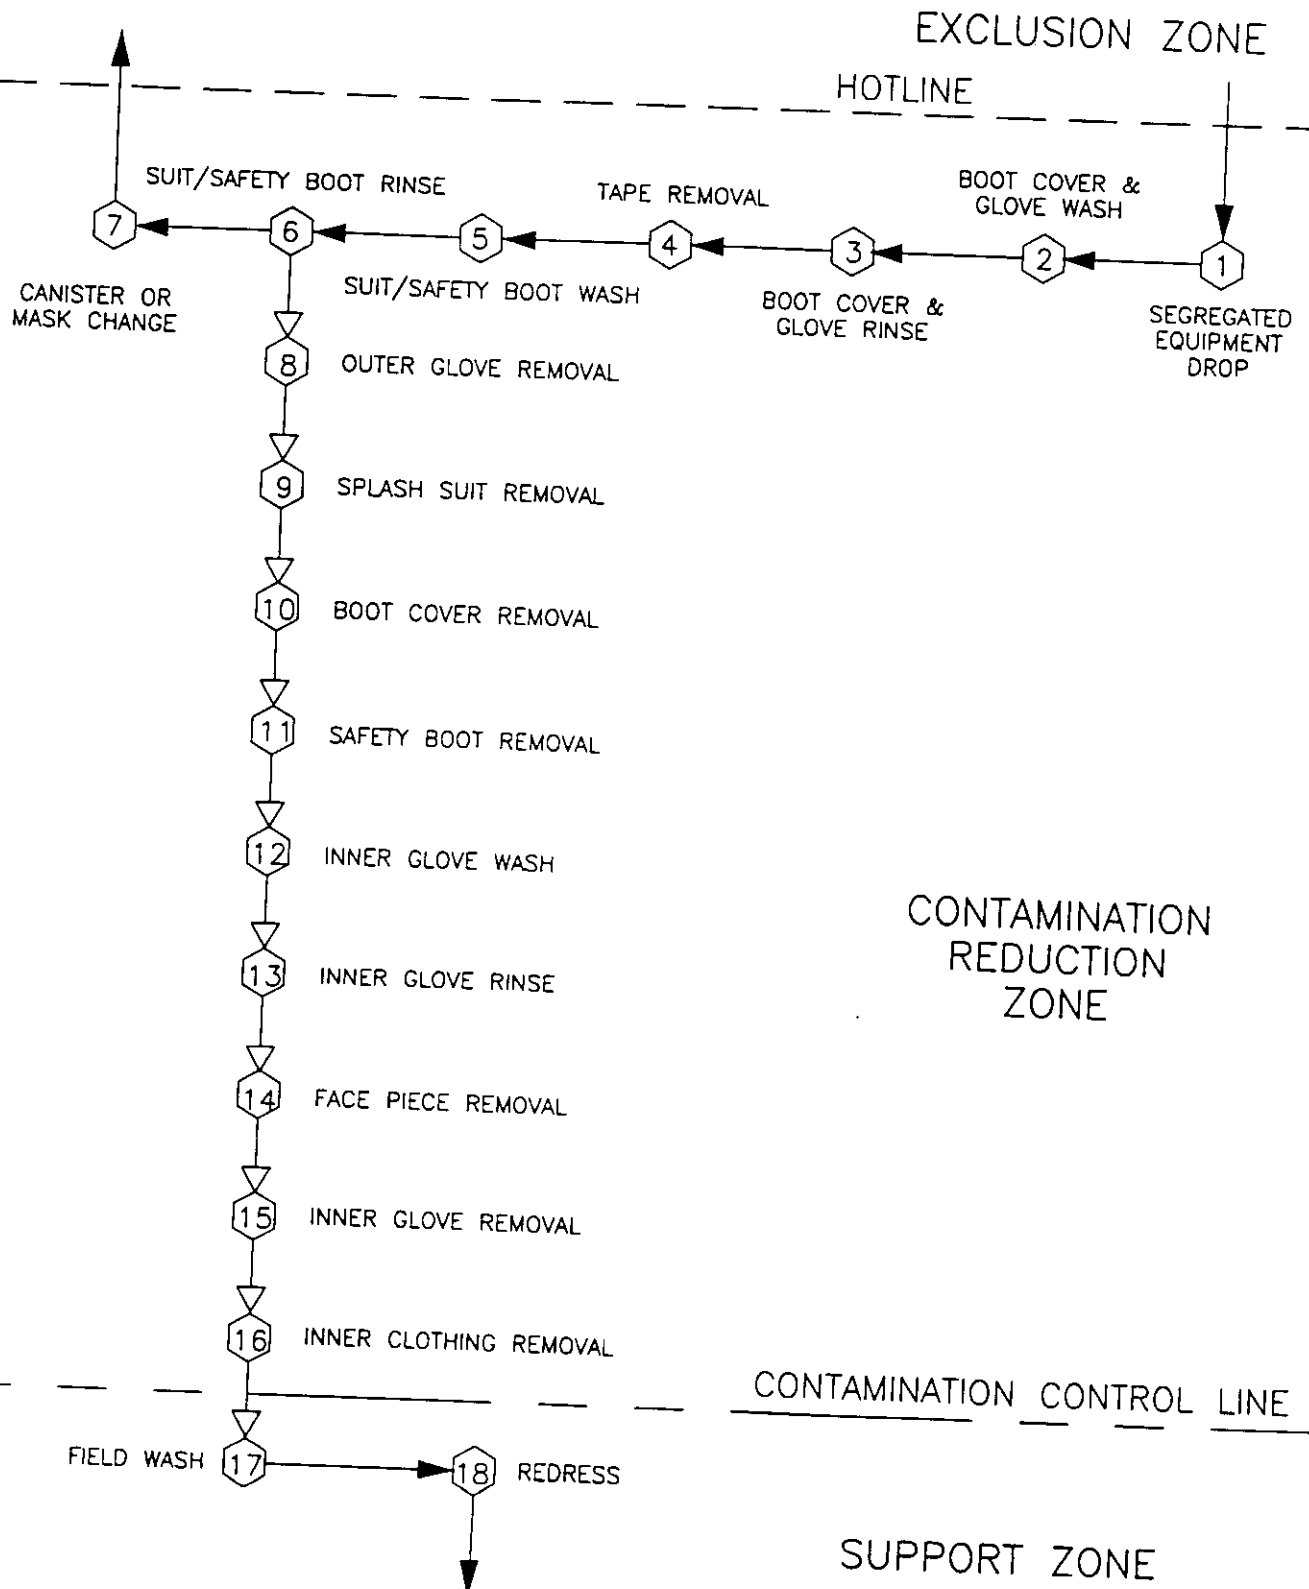 EXCLUSION ZONE
HOTLINE
SUIT/SAFETY BOOT RINSE
TAPE REMOVAL
BOOT COVER &
GLOVE WASH
7
6
5
4
3
2
1
CANISTER OR
MASK CHANGE
SUIT/SAFETY BOOT WASH
BOOT COVER &
GLOVE RINSE
SEGREGATED
EQUIPMENT
DROP
8 OUTER GLOVE REMOVAL
9 SPLASH SUIT REMOVAL
10 BOOT COVER REMOVAL
11 SAFETY BOOT REMOVAL
12 INNER GLOVE WASH
CONTAMINATION
REDUCTION
ZONE
13 INNER GLOVE RINSE
14 FACE PIECE REMOVAL
15 INNER GLOVE REMOVAL
16 INNER CLOTHING REMOVAL
CONTAMINATION CONTROL LINE
FIELD WASH 17
18 REDRESS
SUPPORT ZONE